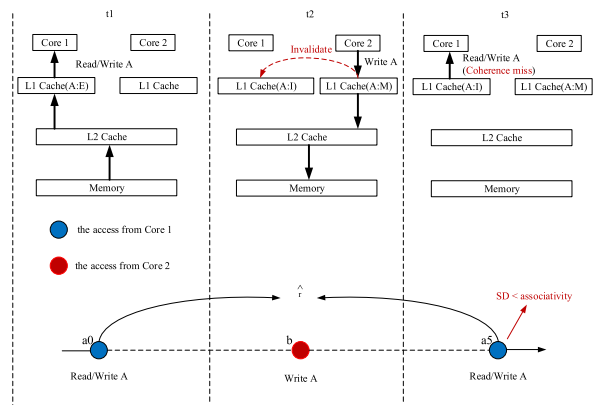 t1
t2
t3
Core 1
Core 2
Read/Write A
L1 Cache(A:E)
L1 Cache
L2 Cache
Memory
Core 1
Core 2
Invalidate
Write A
L1 Cache(A:I)
L1 Cache(A:M)
L2 Cache
Memory
Core 1
Core 2
Read/Write A
(Coherence miss)
L1 Cache(A:I)
L1 Cache(A:M)
L2 Cache
Memory
the access from Core 1
the access from Core 2
r̂
SD < associativity
a0
b
a5
Read/Write A
Write A
Read/Write A